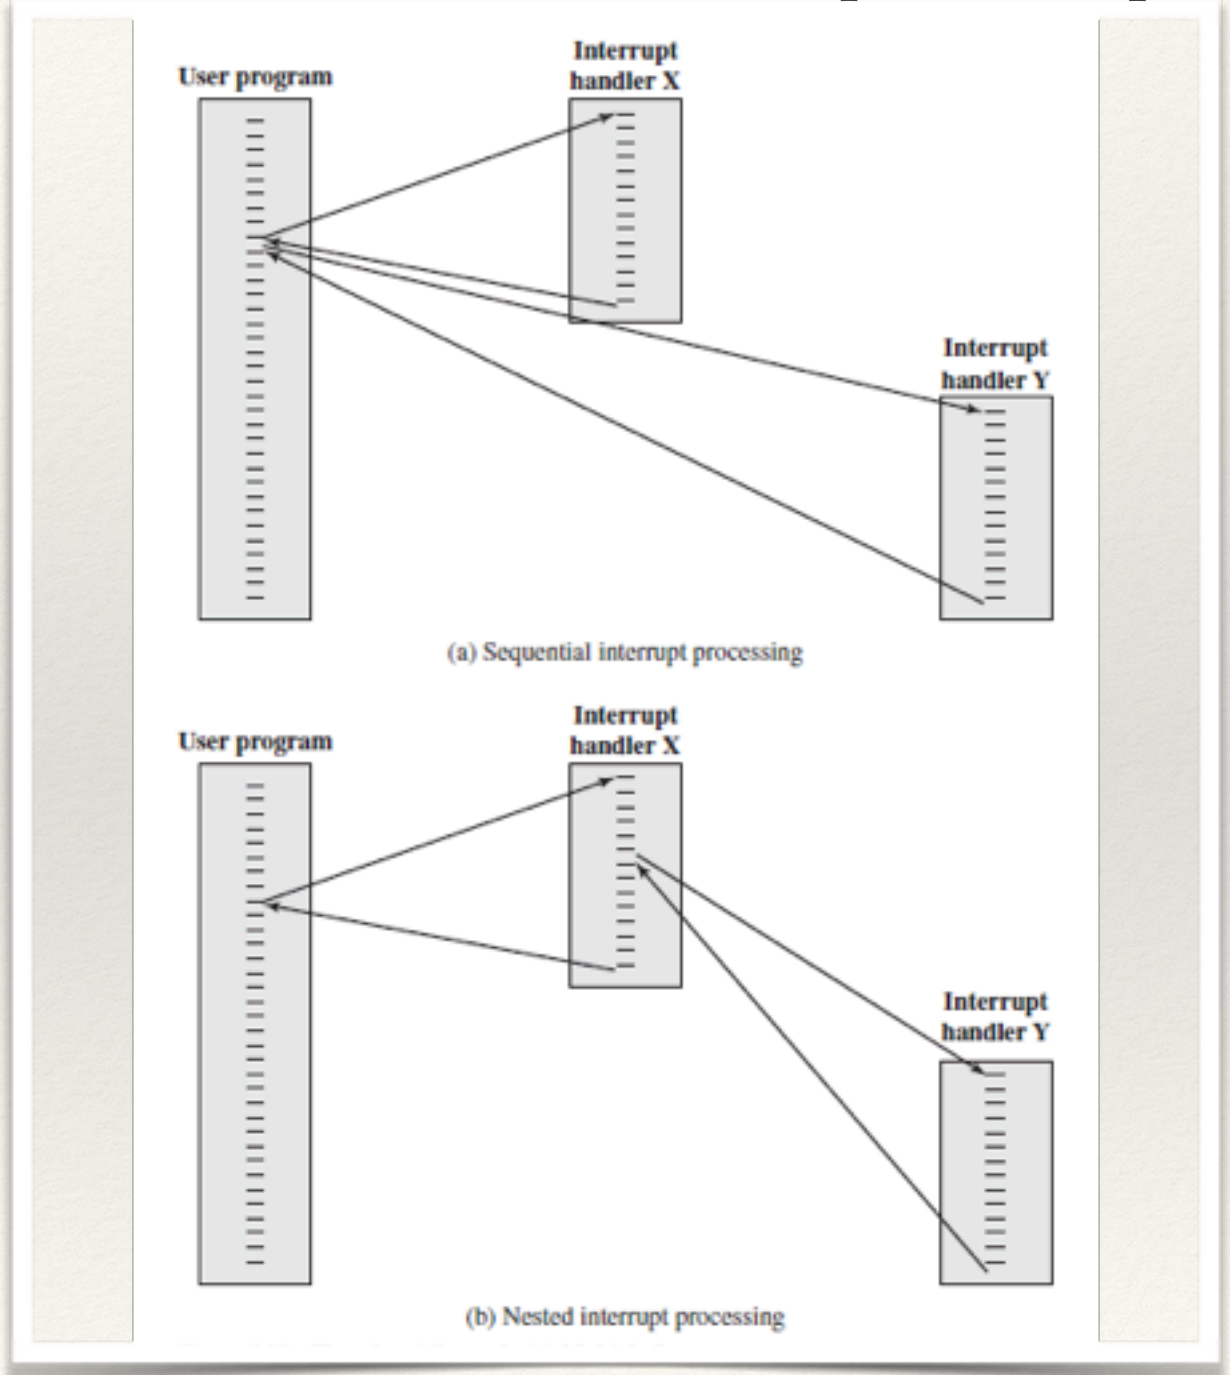 Interrupt
User program
handler X
Interrupt
handler Y
(a) Sequential interrupt processing
Interrupt
User program
handler X
Interrupt
handler Y
(b) Nested interrupt processing